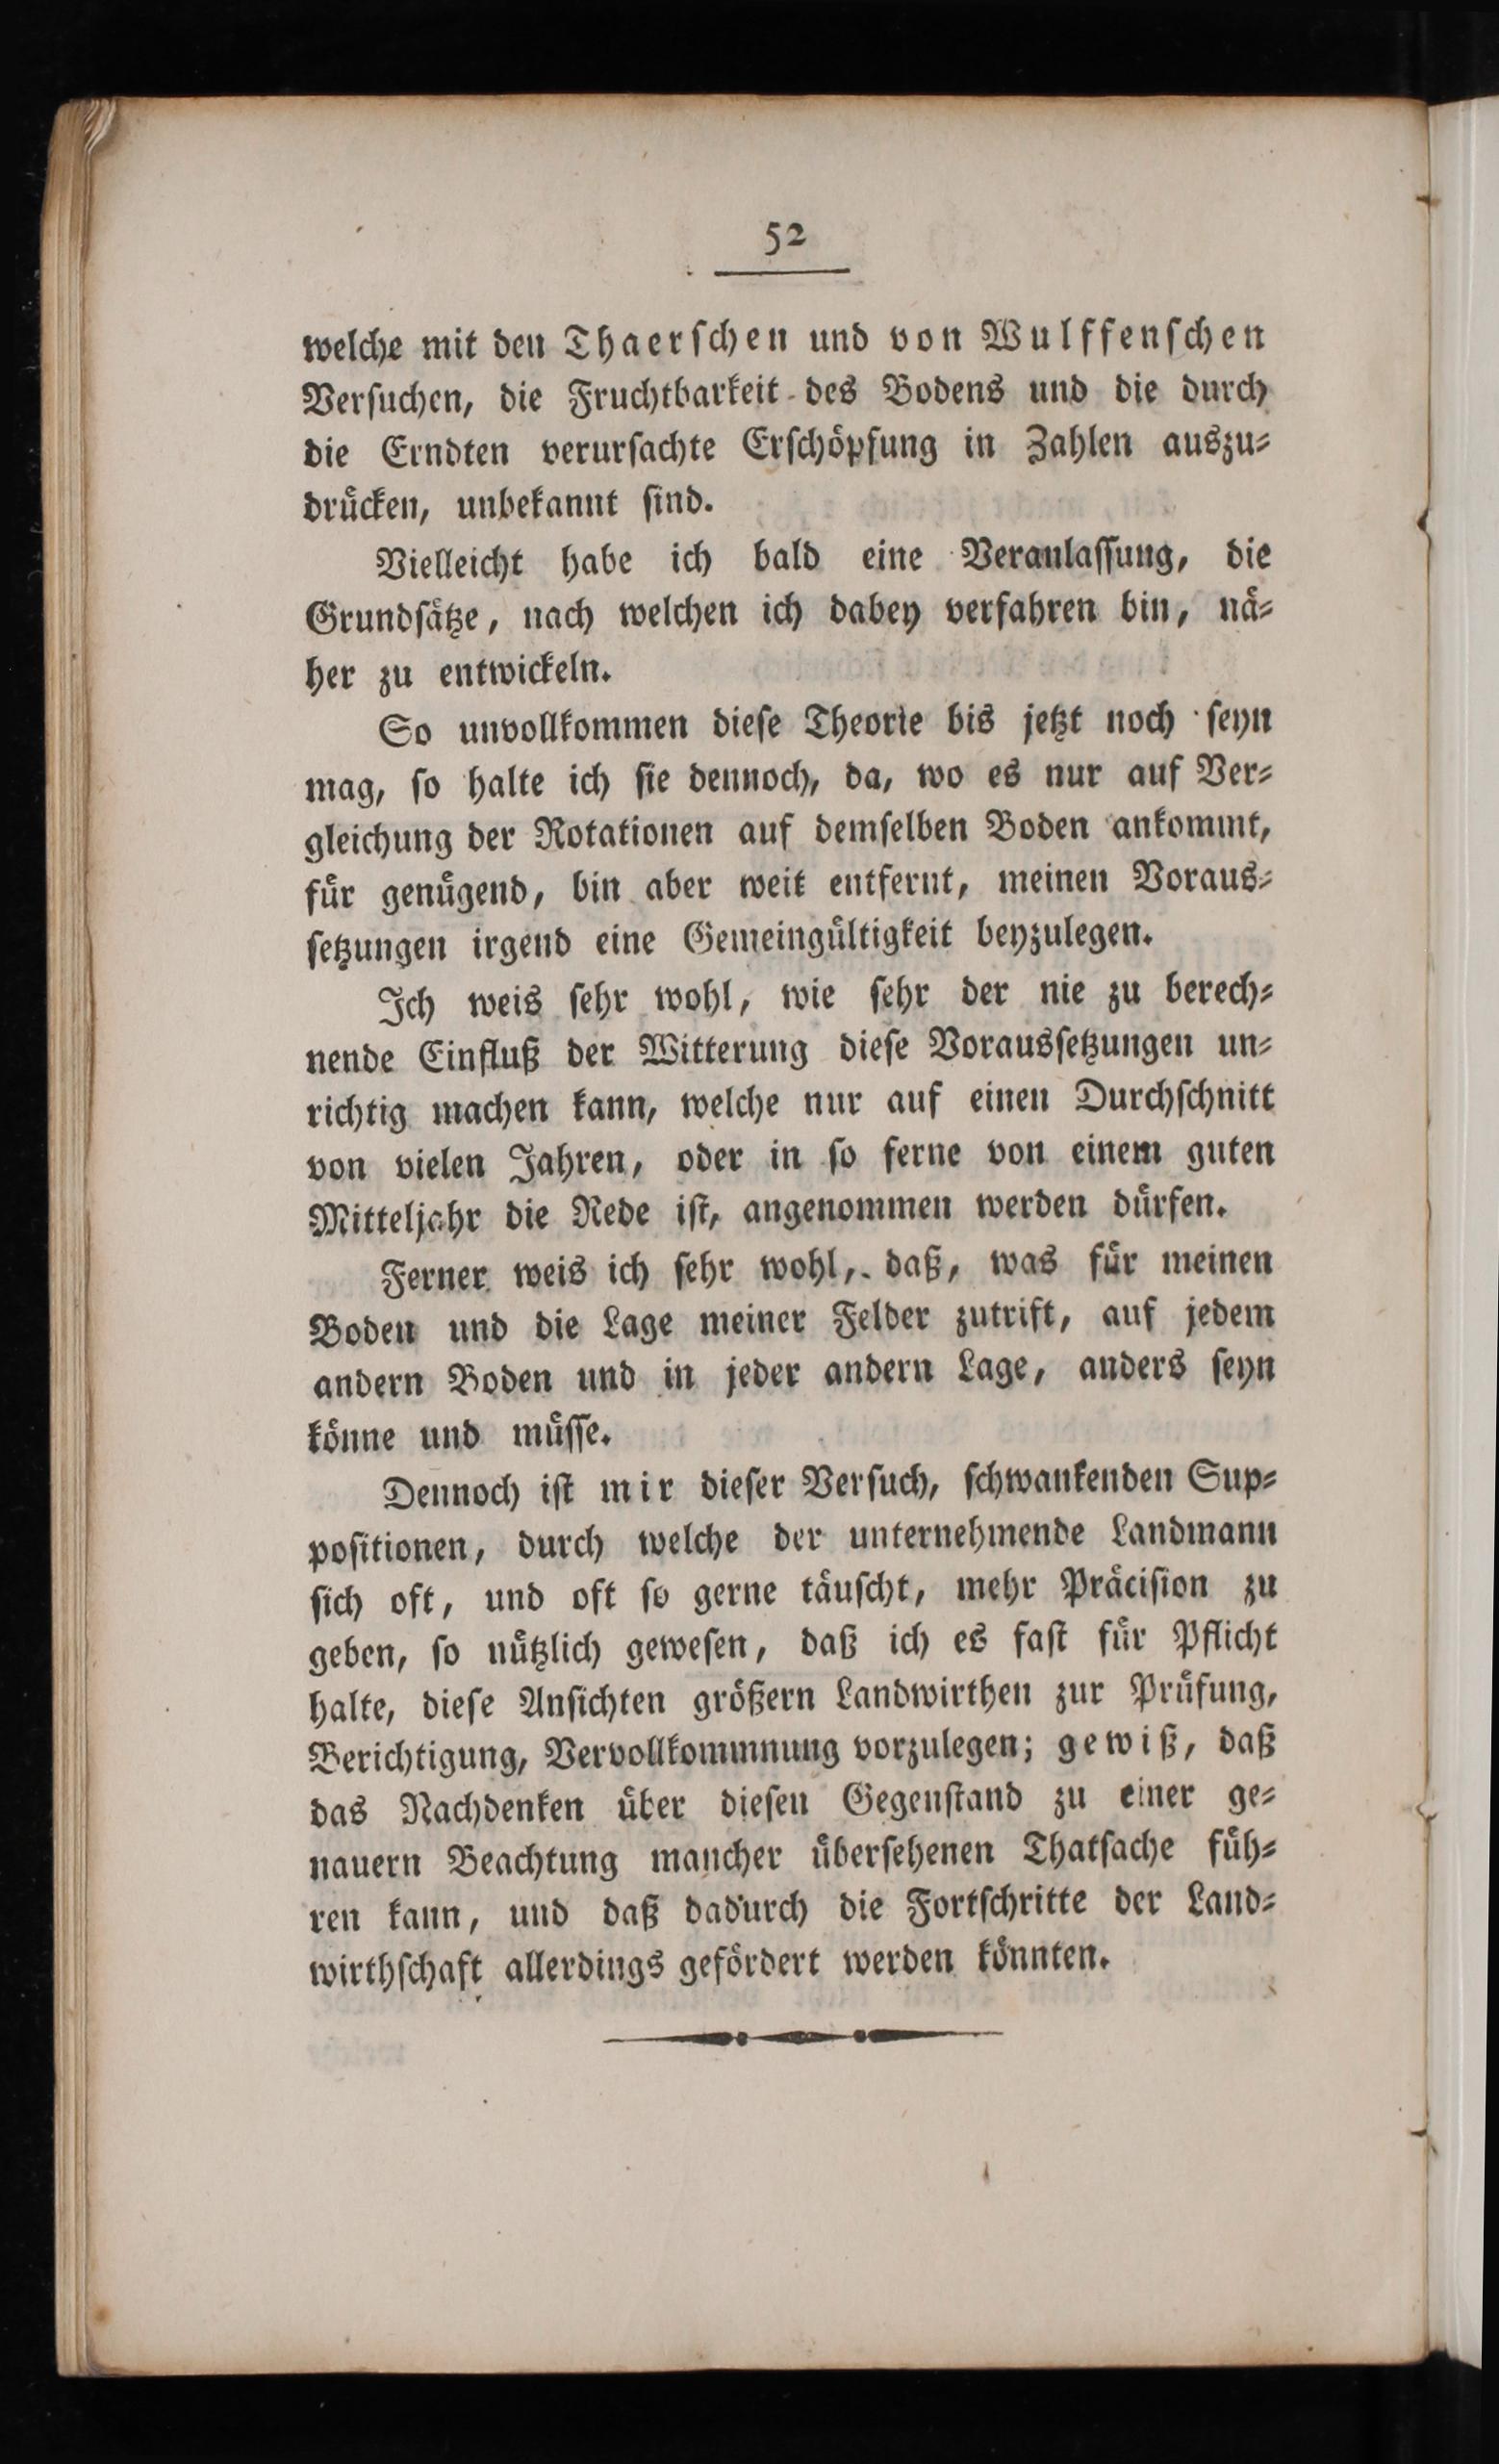 52
welche mit den Thaerschen und von Wulffenschen
Versuchen, die Fruchtbarkeit des Bodens und die durch
die Erndten verursachte Erschöpfung in Zahlen auszu⸗
drücken, unbekannt sind.
Vielleicht habe ich bald eine Veranlassung, die
Grundsätze, nach welchen ich dabey verfahren bin, nä⸗
her zu entwickeln.
So unvollkommen diese Theorie bis jetzt noch seyn
mag, so halte ich sie dennoch, da, wo es nur auf Ver⸗
gleichung der Rotationen auf demselben Boden ankommt,
für genügend, bin aber weit entfernt, meinen Voraus⸗
setzungen irgend eine Gemeingültigkeit beyzulegen.
Ich weis sehr wohl, wie sehr der nie zu berech⸗
nende Einfluß der Witterung diese Voraussetzungen un⸗
richtig machen kann, welche nur auf einen Durchschnitt
von vielen Jahren, oder in so ferne von einem guten
Mitteljahr die Rede ist, angenommen werden dürfen.
Ferner weis ich sehr wohl, daß, was für meinen
Boden und die Lage meiner Felder zutrift, auf jedem
andern Boden und in jeder andern Lage, anders seyn
könne und müsse.
Dennoch ist mir dieser Versuch, schwankenden Sup⸗
positionen, durch welche der unternehmende Landmann
sich oft, und oft so gerne täuscht, mehr Präcision zu
geben, so nützlich gewesen, daß ich es fast für Pflicht
halte, diese Ansichten größern Landwirthen zur Prüfung,
Berichtigung, Vervollkommnung vorzulegen; gewiß, daß
das Nachdenken über diesen Gegenstand zu einer ge⸗
nauern Beachtung mancher übersehenen Thatsache füh⸗
ren kann, und daß dadurch die Fortschritte der Land⸗
wirthschaft allerdings gefördert werden könnten.